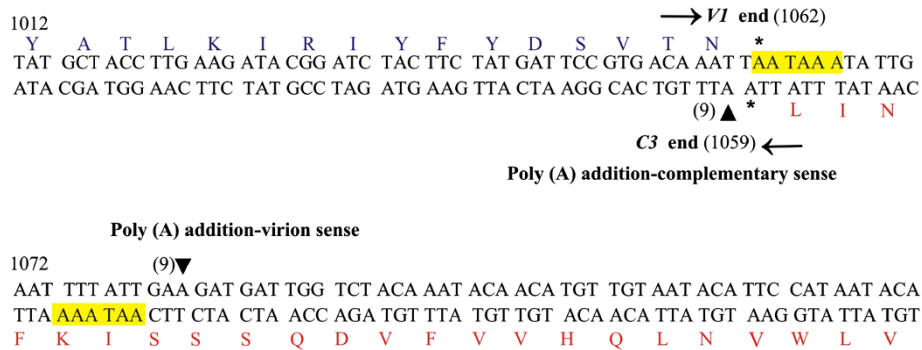 1012 → V1 end (1062)
Y A T L K I R I Y F Y D S V T N *
TAT GCT ACC TTG AAG ATA CGG ATC TAC TTC TAT GAT TCC GTG ACA AAT TAA TAAA TATTG
ATA CGA TGG AAC TTC TAT GCC TAG ATG AAG TTA CTA AGG CAC TGT TTA ATT ATT TAT AAC
(9) ▲ * L I N
C3 end (1059) ←
Poly (A) addition-complementary sense
Poly (A) addition-virion sense
1072 (9)▼
AAT TTT ATT GAA GAT GAT TGG TCT ACA AAT ACA ACA TGT TGT AAT ACA TTC CAT AAT ACA
TTA AAA TAA CTT CTA CTA ACC AGA TGT TTA TGT TGT ACA ACA TTA TGT AAG GTA TTA TGT
F K I S S S Q D V F V V H Q L N V W L V